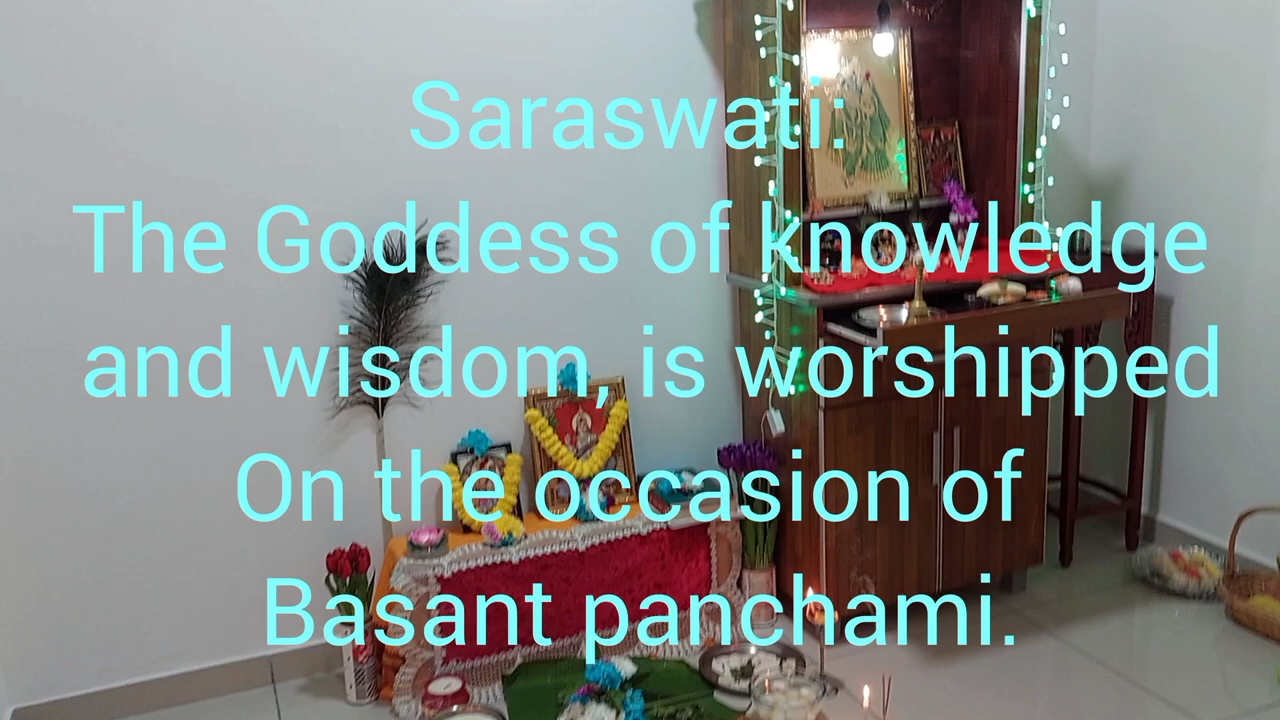 Saraswati:
The Goddess of knowledge
and wisdom, is worshipped
On the occasion of
Basant panchami.